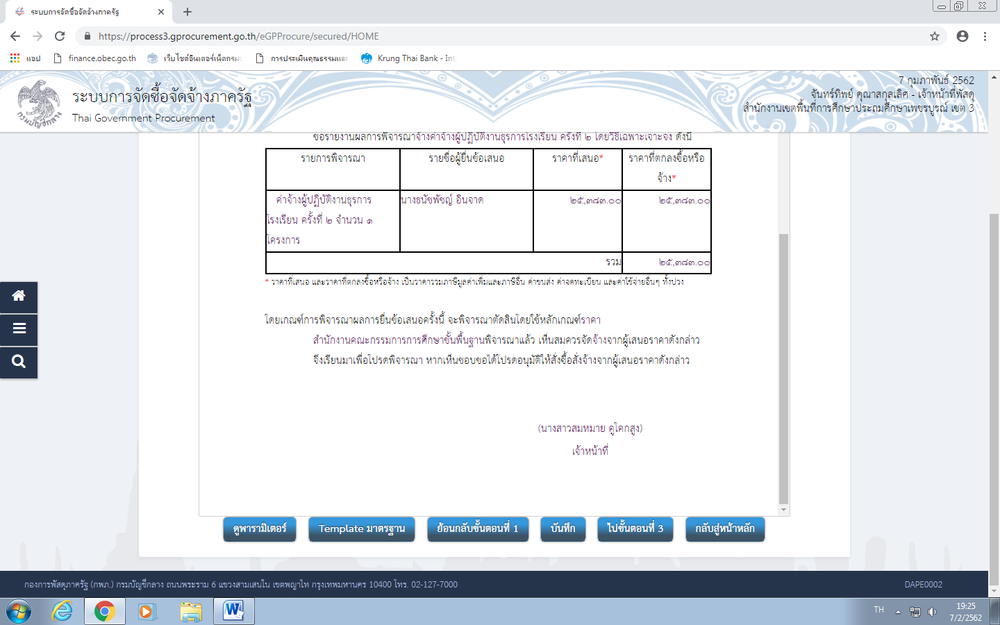 ระบบการจัดซื้อจัดจ้างภาครัฐ
https://process3.gprocurement.go.th/eGPProcure/secured/HOME
แอป finance.obec.go.th เว็บไซต์อินเตอร์เน็ตกรมบ การประเมินคุณธรรมและ Krung Thai Bank - Int
ระบบการจัดซื้อจัดจ้างภาครัฐ
Thai Government Procurement
กรมบัญชีกลาง
7 กุมภาพันธ์ 2562
จันทร์ทิพย์ คุณาสกุลเลิศ - เจ้าหน้าที่พัสดุ
สำนักงานเขตพื้นที่การศึกษาประถมศึกษาเพชรบูรณ์ เขต 3
ขอรายงานผลการพิจารณาจ้างค่าจ้างผู้ปฏิบัติงานธุรการโรงเรียน ครั้งที่ ๒ โดยวิธีเฉพาะเจาะจง ดังนี้
รายการพิจารณา รายชื่อผู้ยื่นข้อเสนอ ราคาที่เสนอ* ราคาที่ตกลงซื้อหรือ
จ้าง*
ค่าจ้างผู้ปฏิบัติงานธุรการ นางธนัชพัชญ์ อินจาด ๒๕,๓๘๓.๐๐ ๒๕,๓๘๓.๐๐
โรงเรียน ครั้งที่ ๒ จำนวน ๑
โครงการ
รวม ๒๕,๓๘๓.๐๐
* ราคาที่เสนอ และราคาที่ตกลงซื้อหรือจ้าง เป็นราคารวมภาษีมูลค่าเพิ่มและภาษีอื่น ค่าขนส่ง ค่าจดทะเบียน และค่าใช้จ่ายอื่นๆ ทั้งปวง
โดยเกณฑ์การพิจารณาผลการยื่นข้อเสนอครั้งนี้ จะพิจารณาตัดสินโดยใช้หลักเกณฑ์ราคา
สำนักงานคณะกรรมการการศึกษาขั้นพื้นฐานพิจารณาแล้ว เห็นสมควรจัดจ้างจากผู้เสนอราคาดังกล่าว
จึงเรียนมาเพื่อโปรดพิจารณา หากเห็นชอบขอได้โปรดอนุมัติให้สั่งซื้อสั่งจ้างจากผู้เสนอราคาดังกล่าว
(นางสาวสมหมาย คูโคกสูง)
เจ้าหน้าที่
ดูพารามิเตอร์ Template มาตรฐาน ย้อนกลับขั้นตอนที่ 1 บันทึก ไปขั้นตอนที่ 3 กลับสู่หน้าหลัก
กองการพัสดุภาครัฐ (กพภ.) กรมบัญชีกลาง ถนนพระราม 6 แขวงสามเสนใน เขตพญาไท กรุงเทพมหานคร 10400 โทร. 02-127-7000 DAPE0002
TH 19:25
7/2/2562